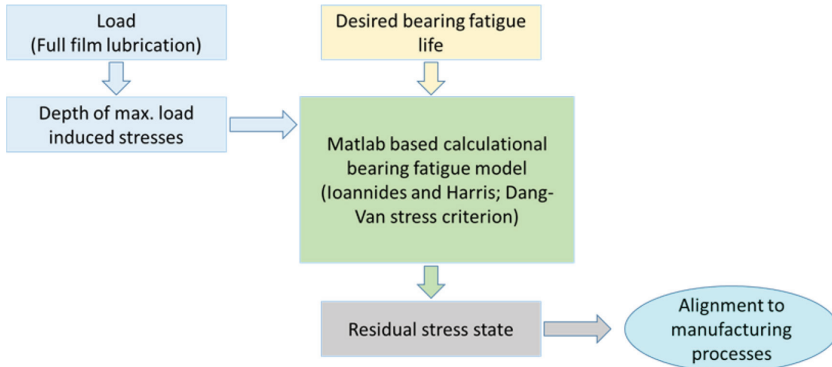 Load
(Full film lubrication)
Desired bearing fatigue
life
Depth of max. load
induced stresses
Matlab based calculational
bearing fatigue model
(Ioannides and Harris; Dang-
Van stress criterion)
Residual stress state
Alignment to
manufacturing
processes